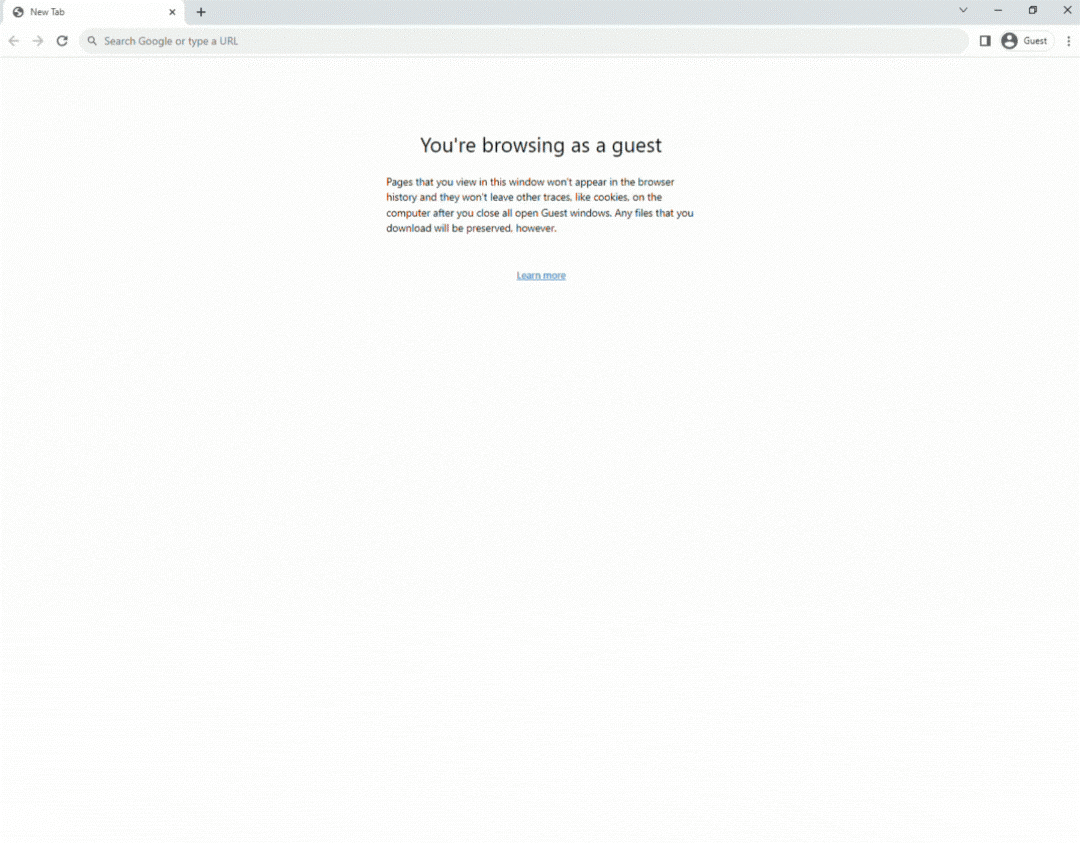 New Tab
Search Google or type a URL
Guest
You're browsing as a guest
Pages that you view in this window won't appear in the browser
history and they won't leave other traces, like cookies, on the
computer after you close all open Guest windows. Any files that you
download will be preserved, however.
Learn more